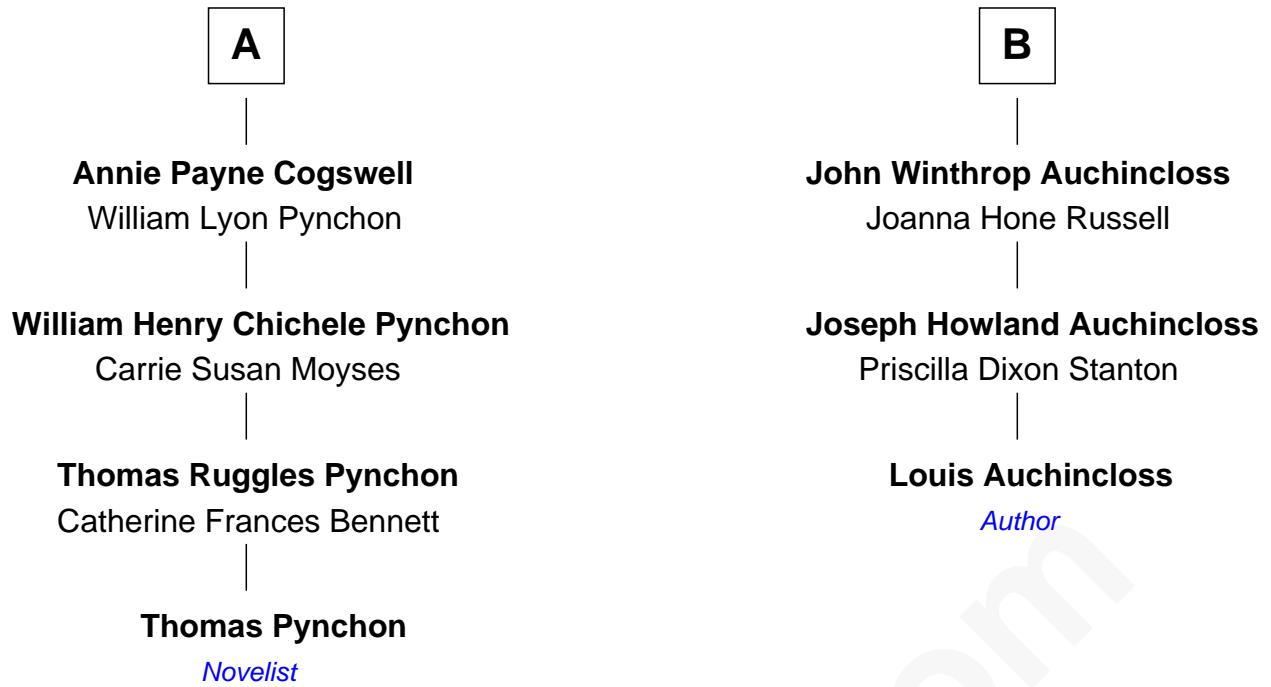 A
Annie Payne Cogswell
William Lyon Pynchon
William Henry Chichele Pynchon
Carrie Susan Moyses
Thomas Ruggles Pynchon
Catherine Frances Bennett
Thomas Pynchon
Novelist
B
John Winthrop Auchincloss
Joanna Hone Russell
Joseph Howland Auchincloss
Priscilla Dixon Stanton
Louis Auchincloss
Author
om